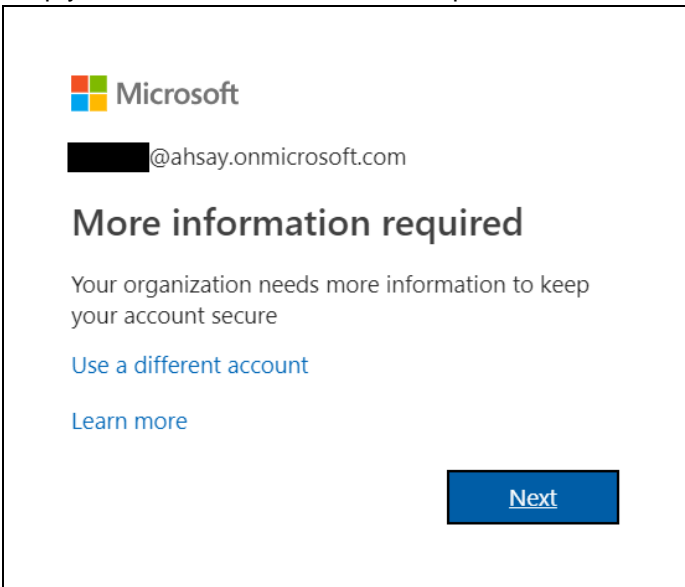 Microsoft
@ahsay.onmicrosoft.com
More information required
Your organization needs more information to keep
your account secure
Use a different account
Learn more
Next